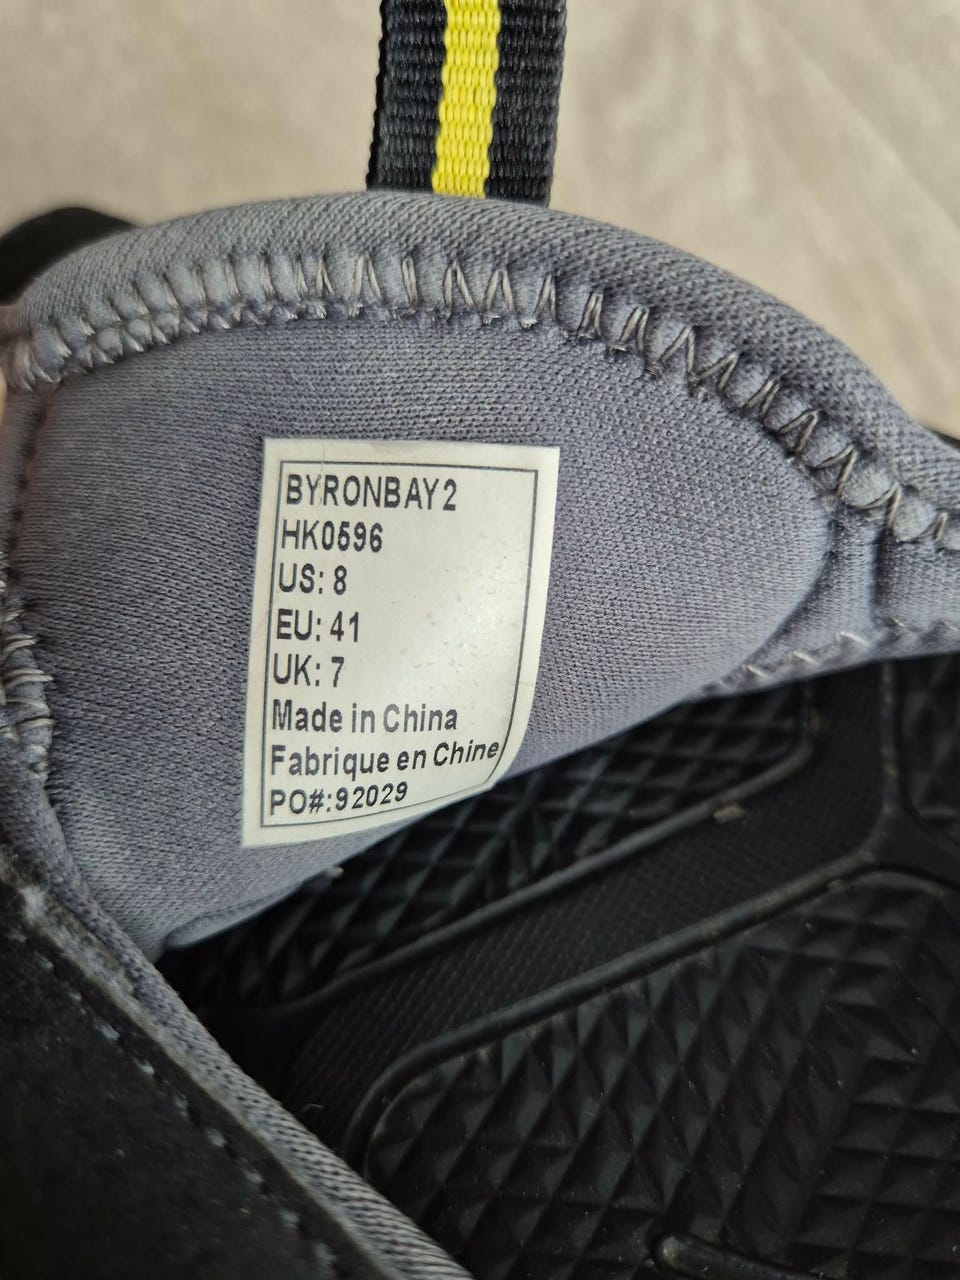 BYRONBAY2
HK0596
US: 8
EU: 41
UK: 7
Made in China
Fabrique en Chine
PO#:92029